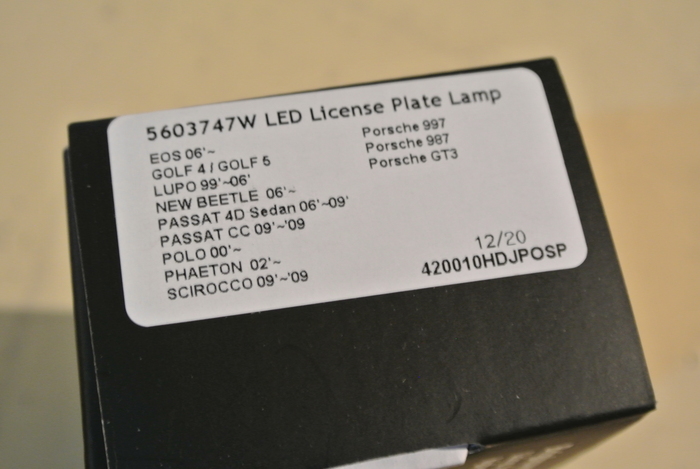 5603747W LED License Plate Lamp
EOS 06'~
GOLF 4 / GOLF 5
LUPO 99'~06'
NEW BEETLE 06'~
PASSAT 4D Sedan 06'~09'
PASSAT CC 09'~'09
POLO 00'~
PHAETON 02'~
SCIROCCO 09'~'09
Porsche 997
Porsche 987
Porsche GT3
12/20
420010HDJPOSP